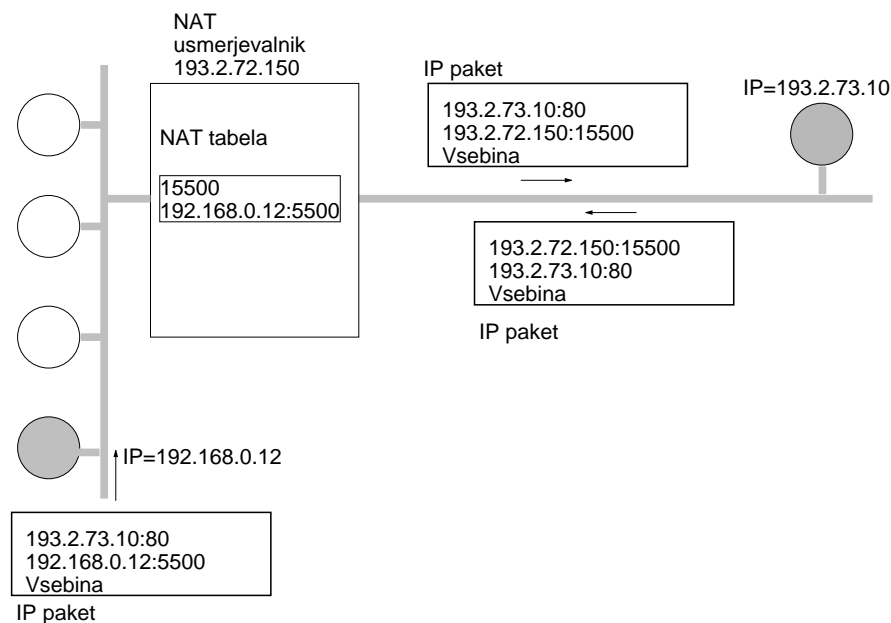 NAT
usmerjevalnik
193.2.72.150
NAT tabela
15500
192.168.0.12:5500
IP paket
193.2.73.10:80
193.2.72.150:15500
Vsebina
IP=193.2.73.10
193.2.72.150:15500
193.2.73.10:80
Vsebina
IP paket
IP=192.168.0.12
193.2.73.10:80
192.168.0.12:5500
Vsebina
IP paket